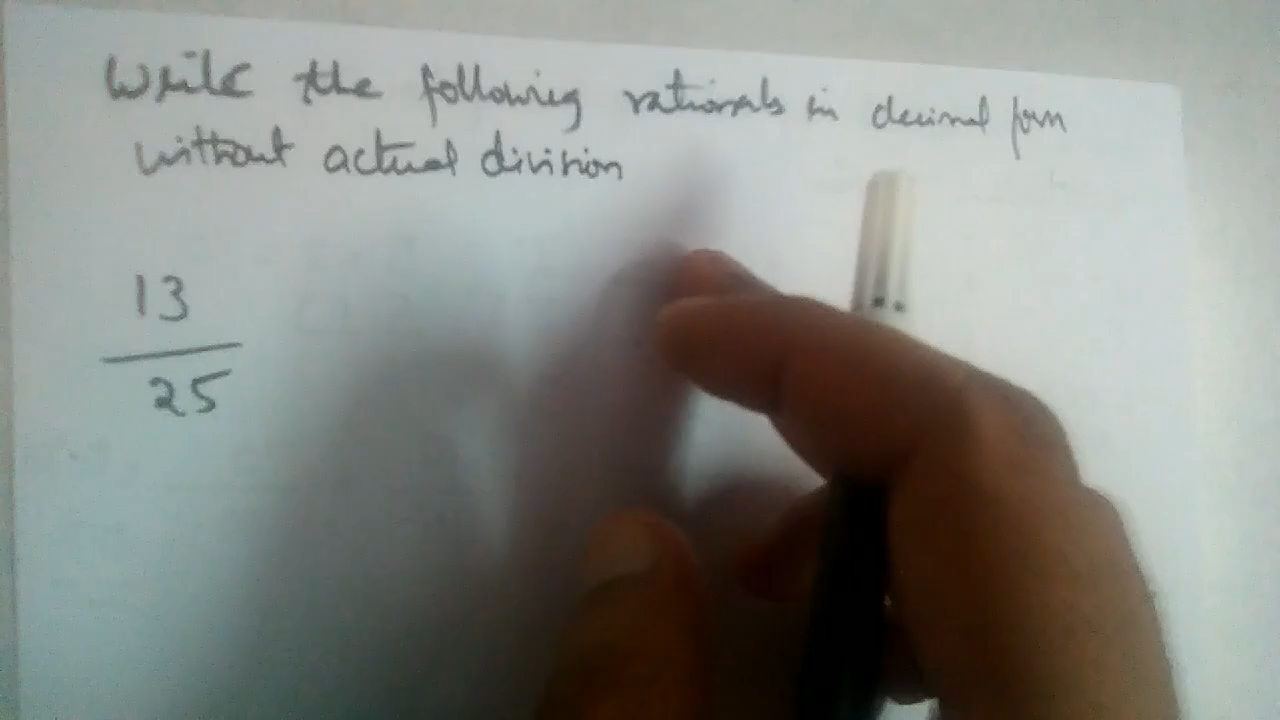 Write the following rationals in decimal form
without actual division
13
25